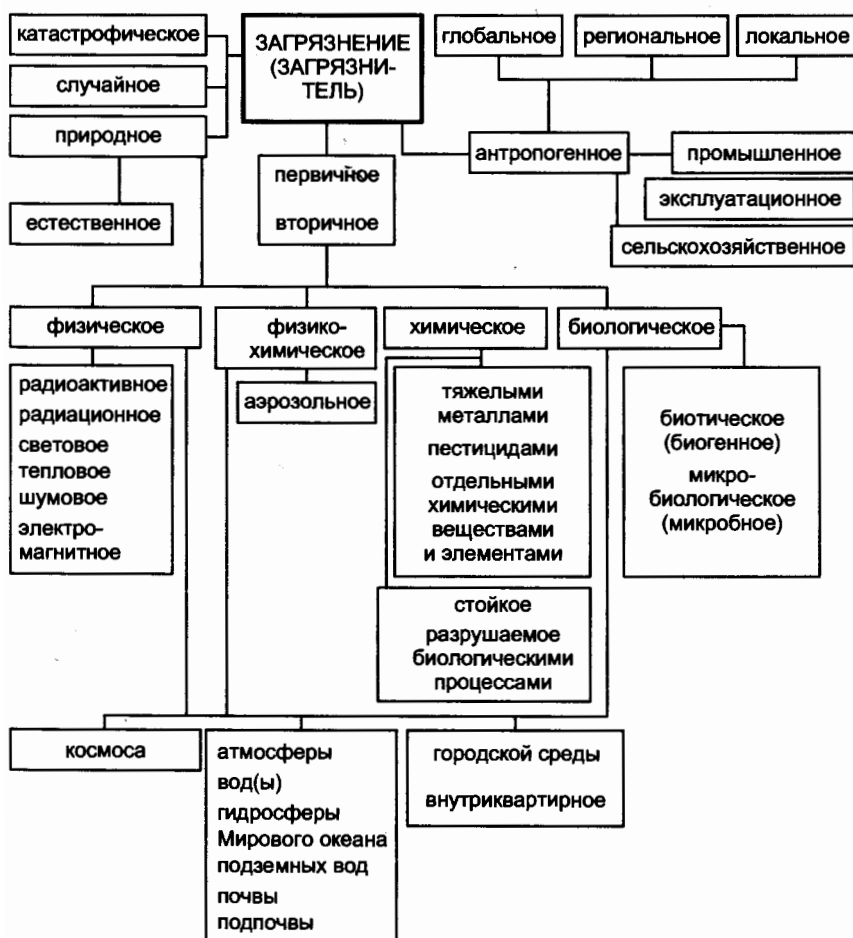 катастрофическое
случайное
природное
естественное
ЗАГРЯЗНЕНИЕ
(ЗАГРЯЗНИ-
ТЕЛЬ)
первичное
вторичное
глобальное
региональное
локальное
антропогенное
промышленное
эксплуатационное
сельскохозяйственное
физическое
физико-
химическое
химическое
биологическое
радиоактивное
радиационное
световое
тепловое
шумовое
электро-
магнитное
аэрозольное
тяжелыми
металлами
пестицидами
отдельными
химическими
веществами
и элементами
стойкое
разрушаемое
биологическими
процессами
биотическое
(биогенное)
микро-
биологическое
(микробное)
космоса
атмосферы
вод(ы)
гидросферы
Мирового океана
подземных вод
почвы
подпочвы
городской среды
внутриквартирное